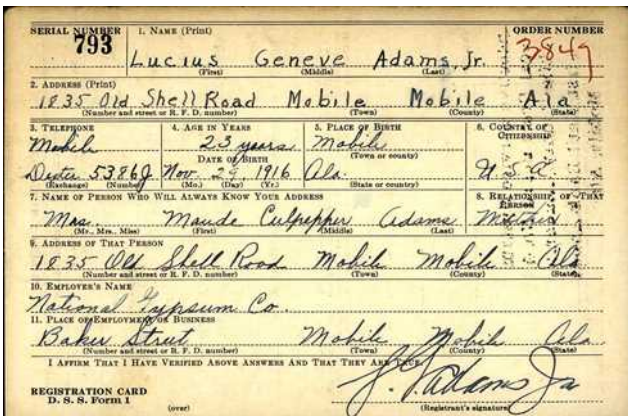 SERIAL NUMBER 1. NAME (Print) ORDER NUMBER
793 Lucius Geneve Adams, Jr. 3849
(First) (Middle) (Last)
2. ADDRESS (Print)
1835 Old Shell Road Mobile Mobile Ala
(Number and street or R. F. D. number) (Town) (County) (State)
3. TELEPHONE 4. AGE IN YEARS 5. PLACE OF BIRTH 6. COUNTRY OF CITIZENSHIP
Mobile 23 years Mobile
DATE OF BIRTH (Town or county)
Dexter 5386J Nov. 29, 1916 Ala. U.S.A.
(Exchange) (Number) (Mo.) (Day) (Yr.) (State or country)
7. NAME OF PERSON WHO WILL ALWAYS KNOW YOUR ADDRESS 8. RELATIONSHIP OF THAT PERSON
Mrs. Maude Culpepper Adams Mother
(Mr., Mrs., Miss) (First) (Middle) (Last)
9. ADDRESS OF THAT PERSON
1835 Old Shell Road Mobile Mobile Ala
(Number and street or R. F. D. number) (Town) (County) (State)
10. EMPLOYER'S NAME
National Gypsum Co.
11. PLACE OF EMPLOYMENT OR BUSINESS
Baker Street Mobile Mobile Ala
(Number and street or R. F. D. number) (Town) (County) (State)
I AFFIRM THAT I HAVE VERIFIED ABOVE ANSWERS AND THAT THEY ARE TRUE.
REGISTRATION CARD
D. S. S. Form 1 Adams Jr
(over) (Registrant's signature)